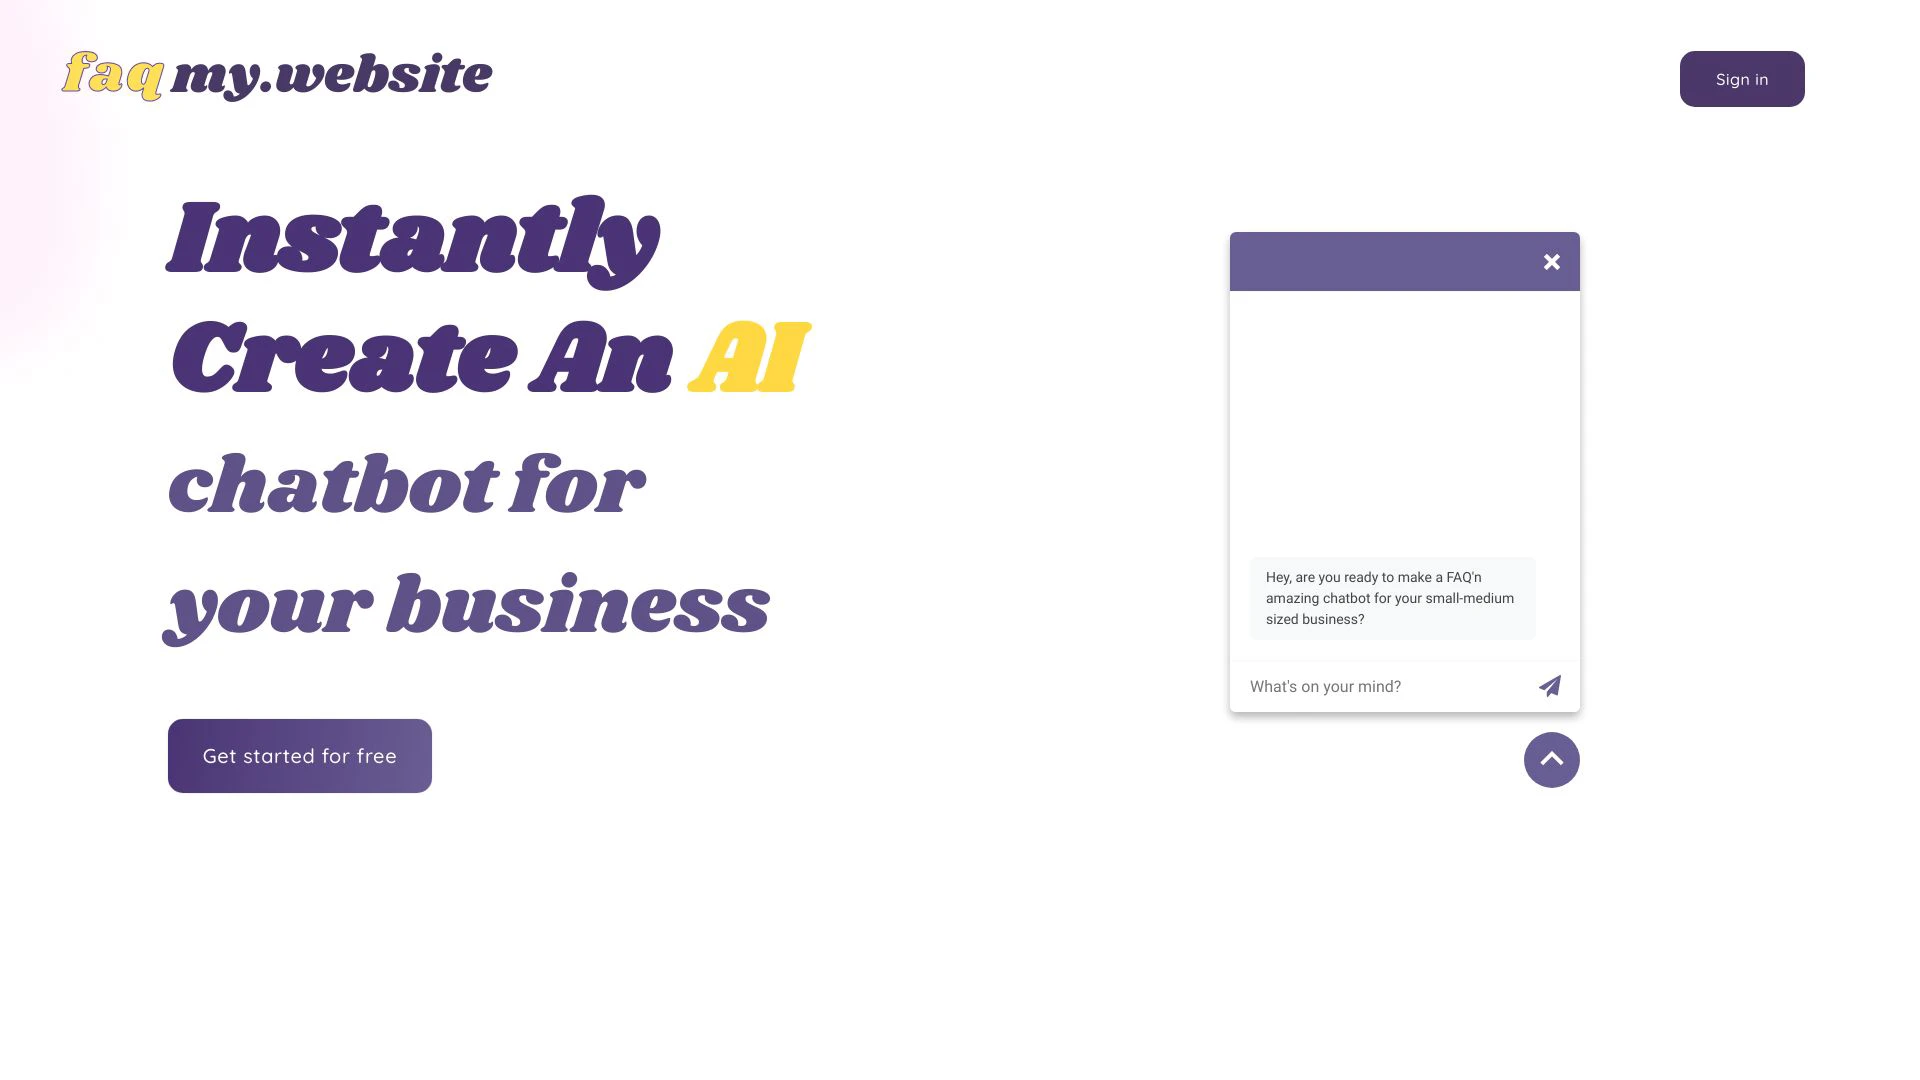 faq my.website
Sign in
Instantly
Create An AI
chatbot for
your business
Get started for free
Hey, are you ready to make a FAQ'n
amazing chatbot for your small-medium
sized business?
What's on your mind?